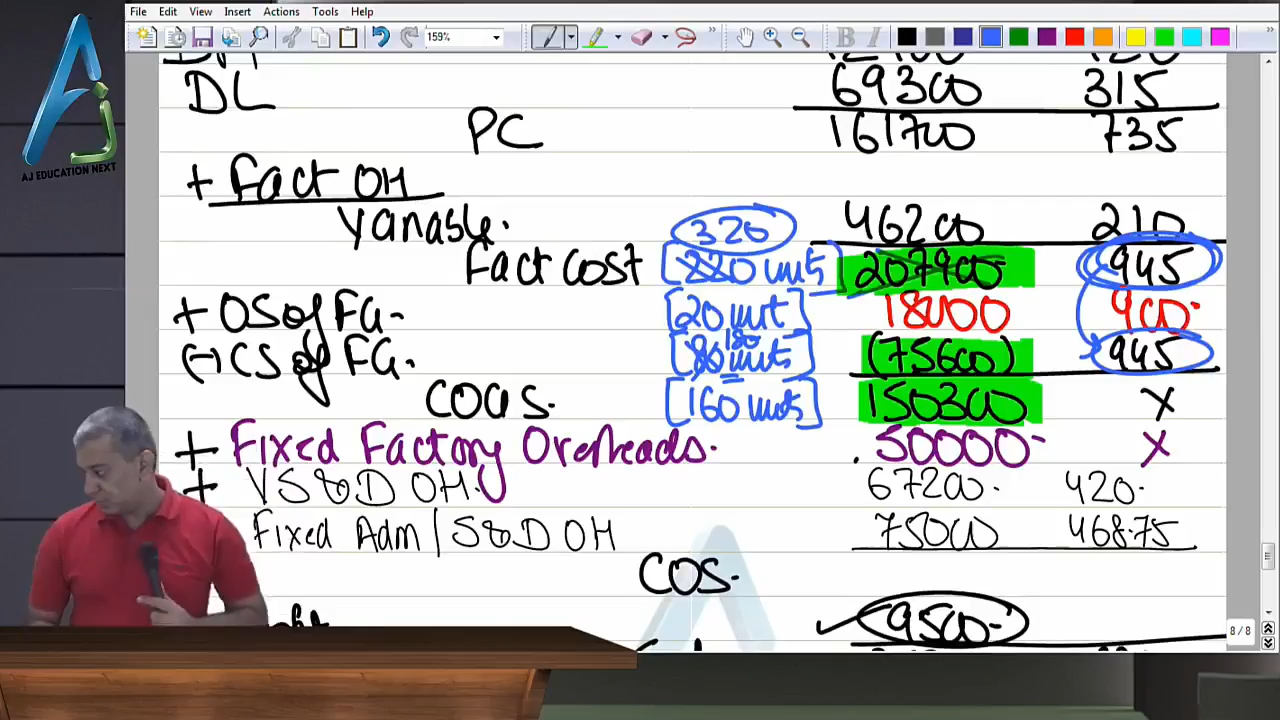 File Edit View Insert Actions Tools Help
159%
AJ EDUCATION NEXT
DL 69300 315
PC 161700 735
+ Fact OH
Variable. 46200 210
Fact Cost 320 [220 units] 207900 945
+ OS of FG. [20 unit] 18000 900.
(-) CS of FG. [80 180 units] (75600) 945
COGS. [160 units] 150300 X
+ Fixed Factory Overheads. 50000 X
+ VS&D OH. 67200. 420.
Fixed Adm/S&D OH 75000 468.75
COS.
9500
8 / 8